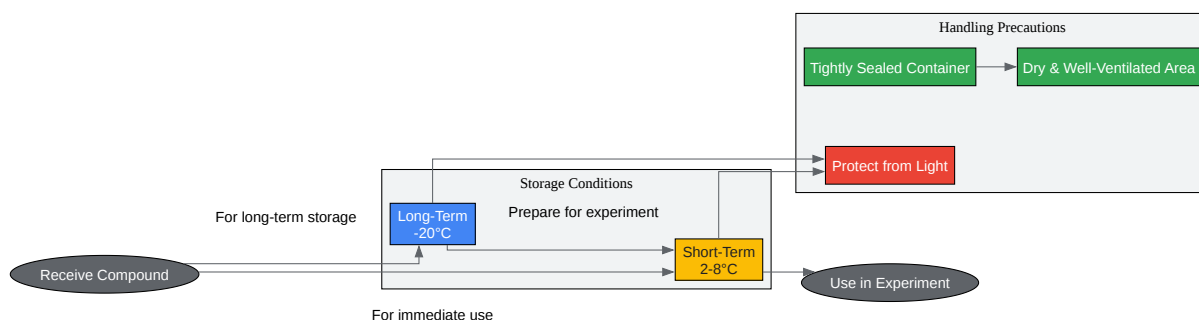 Handling Precautions
Tightly Sealed Container
Dry & Well-Ventilated Area
Protect from Light
Storage Conditions
For long-term storage
Long-Term
-20°C
Prepare for experiment
Short-Term
2-8°C
Receive Compound
Use in Experiment
For immediate use